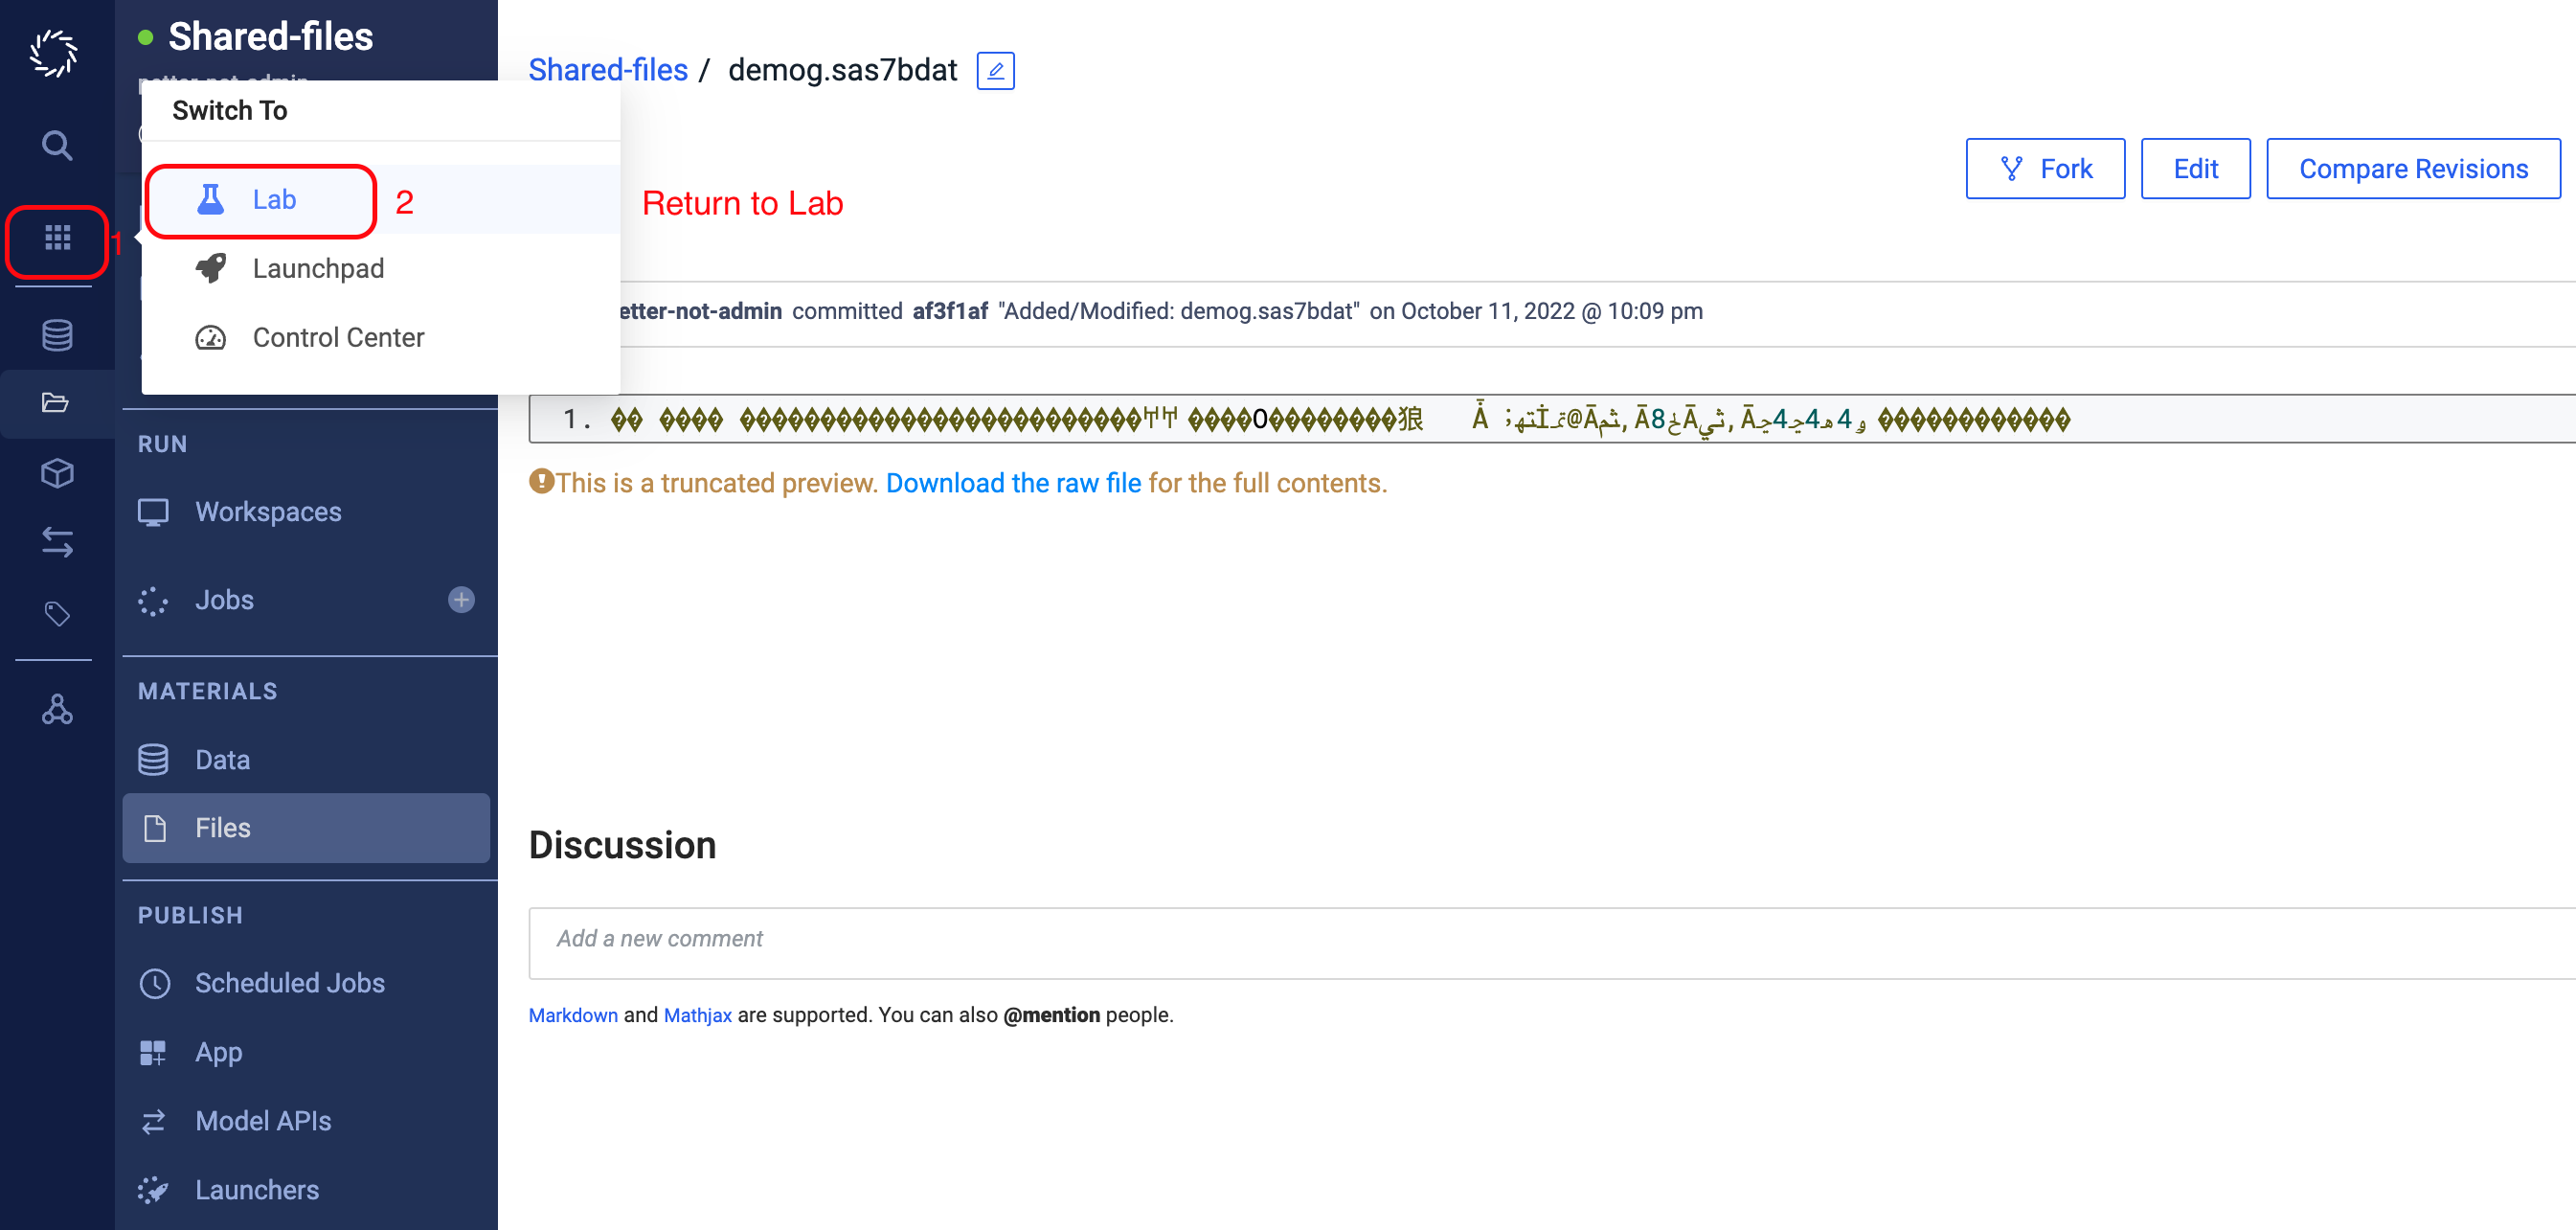 Shared-files
Switch To
Lab
2
1
Launchpad
Control Center
RUN
Workspaces
Jobs
MATERIALS
Data
Files
PUBLISH
Scheduled Jobs
App
Model APIs
Launchers
Shared-files / demog.sas7bdat
Fork
Edit
Compare Revisions
Return to Lab
etter-not-admin committed af3f1af "Added/Modified: demog.sas7bdat" on October 11, 2022 @ 10:09 pm
1.
This is a truncated preview. Download the raw file for the full contents.
Discussion
Add a new comment
Markdown and Mathjax are supported. You can also @mention people.